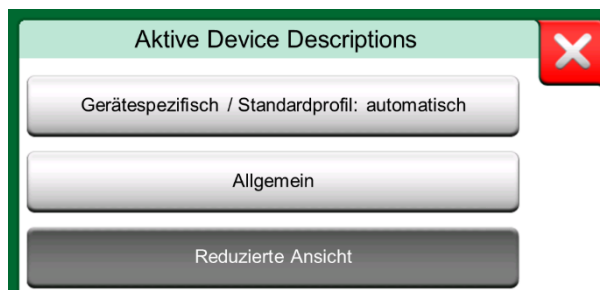 Aktive Device Descriptions
Gerätespezifisch / Standardprofil: automatisch
Allgemein
Reduzierte Ansicht